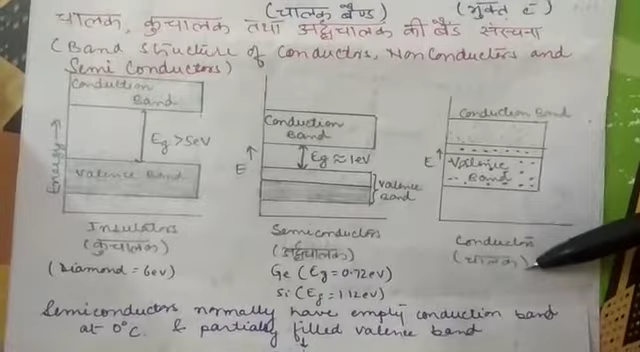 (चालक बैण्ड) (मुक्त e⁻)
चालक, कुचालक तथा अर्द्धचालक की बैंड संरचना
(Band Structure of Conductors, Non Conductors and
Semi Conductors)
Conduction
Band
Eg > 5eV
Energy →
Valence Band
Insulators
(कुचालक)
(Diamond = 6ev)
Conduction
Band
E ↑
Eg ≈ 1ev
Valence
Band
Semiconductors
(अर्द्धचालक)
Ge (Eg = 0.72ev)
Si (Eg = 1.12ev)
Conduction Band
E ↑
Valence
Band
Conductor
(चालक)
Semiconductors normally have empty conduction band
at 0°C. & partially filled valence band